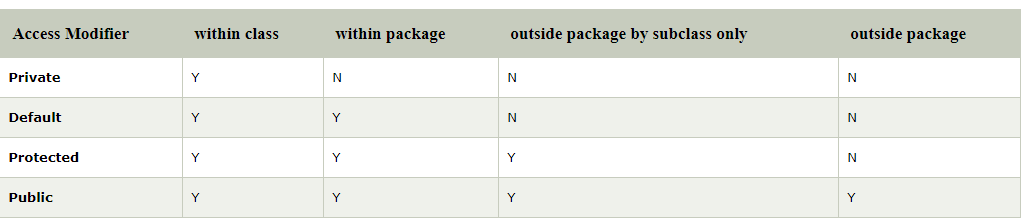 Access Modifier within class within package outside package by subclass only outside package
Private Y N N N
Default Y Y N N
Protected Y Y Y N
Public Y Y Y Y